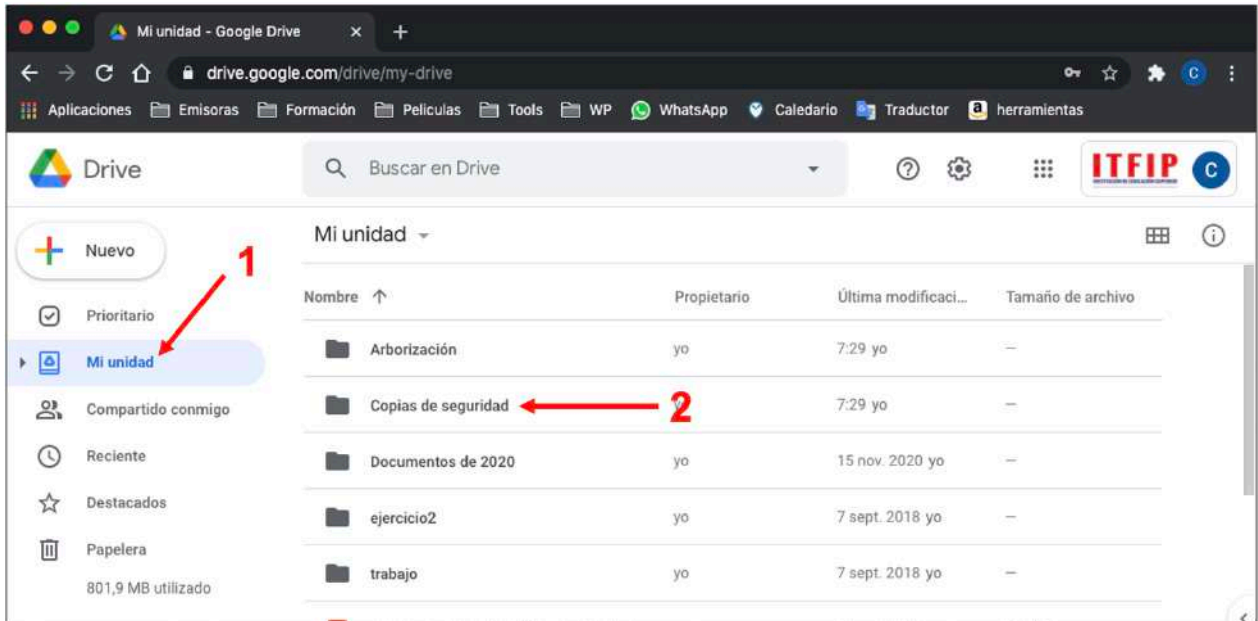 Mi unidad - Google Drive
drive.google.com/drive/my-drive
Aplicaciones Emisoras Formación Peliculas Tools WP WhatsApp Caledario Traductor a herramientas
Drive Buscar en Drive ITFIP C
Nuevo
Mi unidad
1
Nombre Propietario Última modificaci... Tamaño de archivo
Prioritario
Arborización yo 7:29 yo —
Mi unidad
Compartido conmigo
Copias de seguridad 2 7:29 yo —
Reciente
Documentos de 2020 yo 15 nov. 2020 yo —
Destacados
ejercicio2 yo 7 sept. 2018 yo —
Papelera
trabajo yo 7 sept. 2018 yo —
801,9 MB utilizado